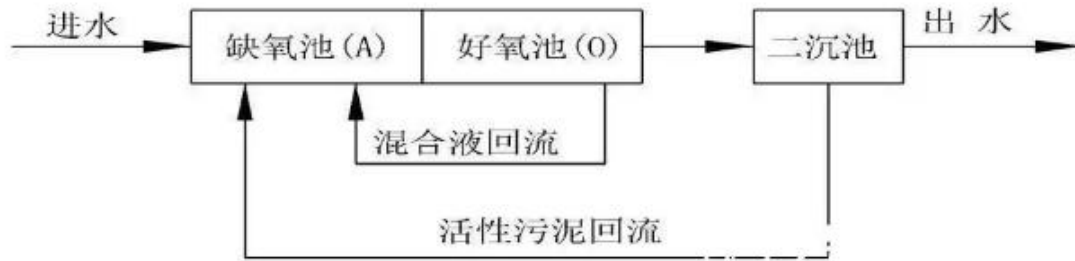 进水
缺氧池(A)
好氧池(O)
二沉池
出 水
混合液回流
活性污泥回流